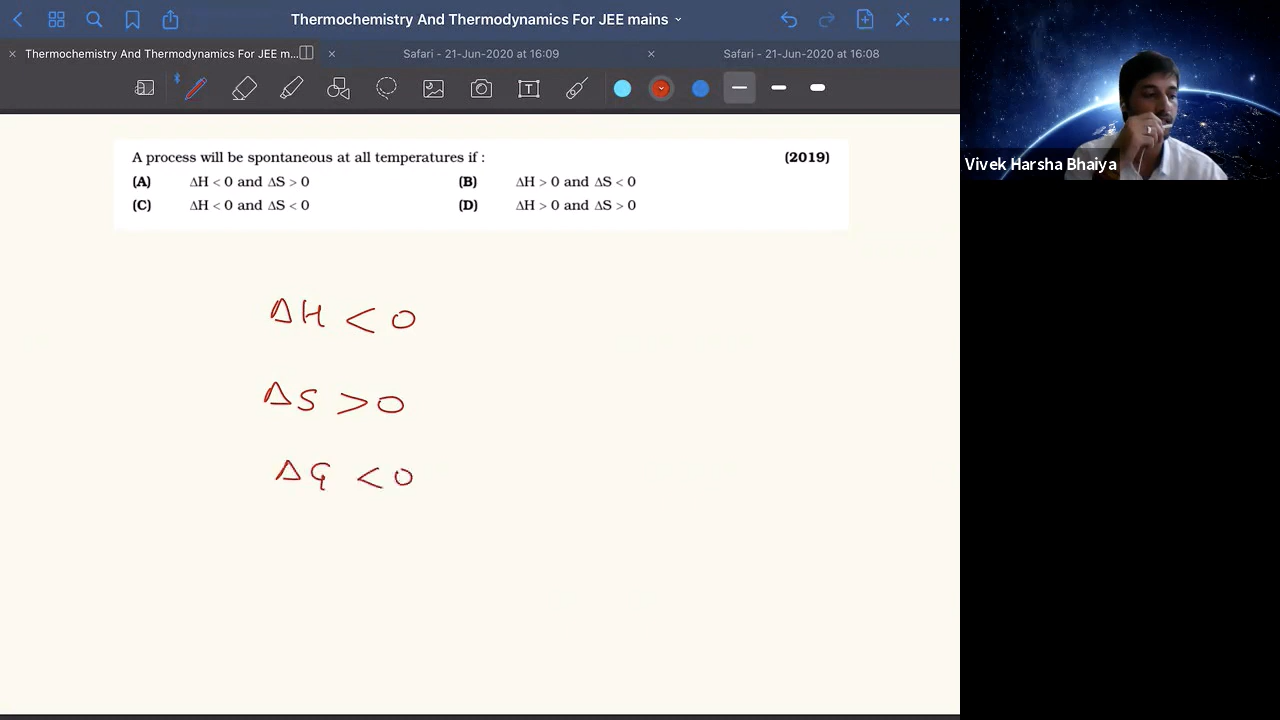 Thermochemistry And Thermodynamics For JEE mains
Thermochemistry And Thermodynamics For JEE m...
Safari - 21-Jun-2020 at 16:09
Safari - 21-Jun-2020 at 16:08
T
Vivek Harsha Bhaiya
A process will be spontaneous at all temperatures if : (2019)
(A) ΔH < 0 and ΔS > 0 (B) ΔH > 0 and ΔS < 0
(C) ΔH < 0 and ΔS < 0 (D) ΔH > 0 and ΔS > 0
ΔH < 0
ΔS > 0
ΔG < 0